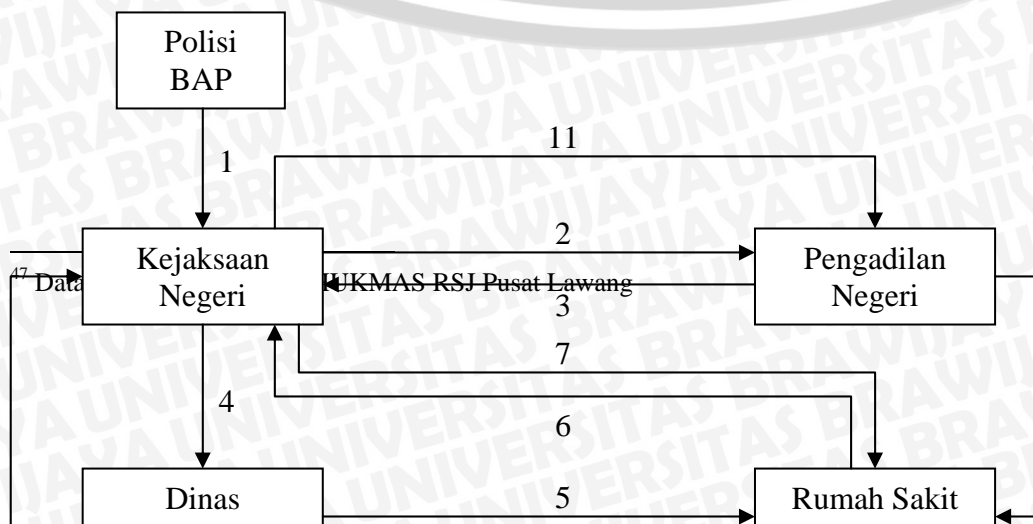 Polisi
BAP
1
11
Kejaksaan
Negeri
2
Pengadilan
Negeri
47 Data
UKMAS RSJ Pusat Lawang
3
7
4
6
Dinas
5
Rumah Sakit